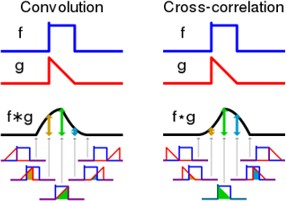 Convolution
Cross-correlation
f
f
g
g
f∗g
f⋆g